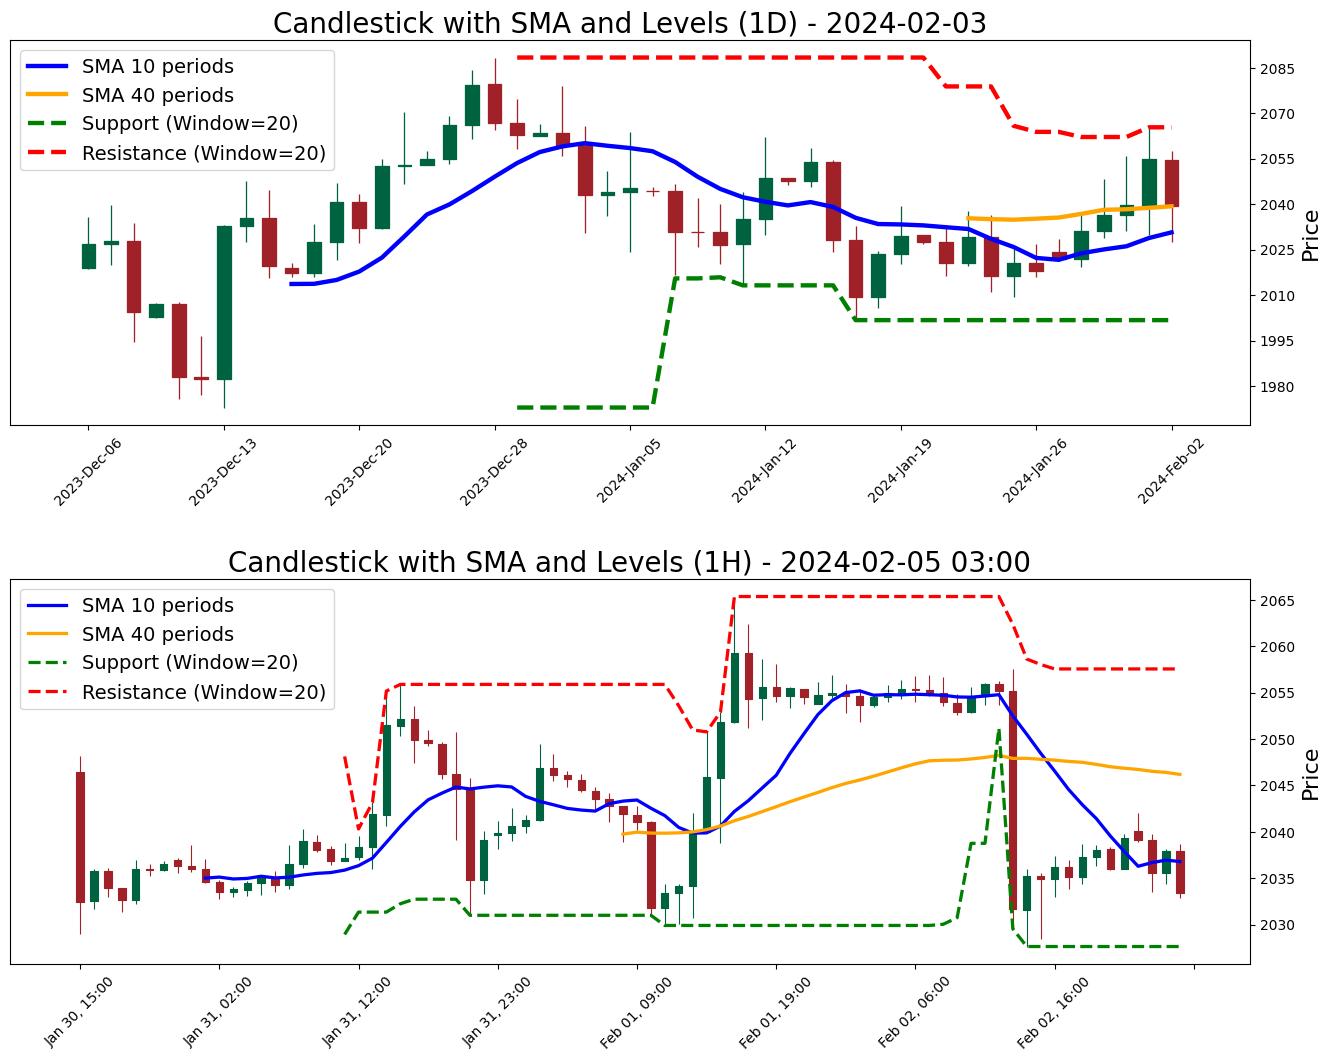 Candlestick with SMA and Levels (1D) - 2024-02-03
SMA 10 periods
SMA 40 periods
Support (Window=20)
Resistance (Window=20)
2085
2070
2055
2040
2025
2010
1995
1980
Price
2023-Dec-06
2023-Dec-13
2023-Dec-20
2023-Dec-28
2024-Jan-05
2024-Jan-12
2024-Jan-19
2024-Jan-26
2024-Feb-02
Candlestick with SMA and Levels (1H) - 2024-02-05 03:00
SMA 10 periods
SMA 40 periods
Support (Window=20)
Resistance (Window=20)
2065
2060
2055
2050
2045
2040
2035
2030
Price
Jan 30, 15:00
Jan 31, 02:00
Jan 31, 12:00
Jan 31, 23:00
Feb 01, 09:00
Feb 01, 19:00
Feb 02, 06:00
Feb 02, 16:00